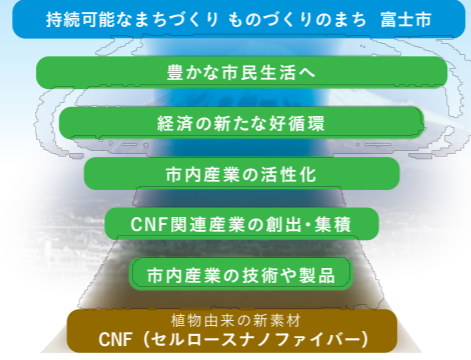 持続可能なまちづくり ものづくりのまち 富士市
豊かな市民生活へ
経済の新たな好循環
市内産業の活性化
CNF関連産業の創出・集積
市内産業の技術や製品
植物由来の新素材
CNF（セルロースナノファイバー）